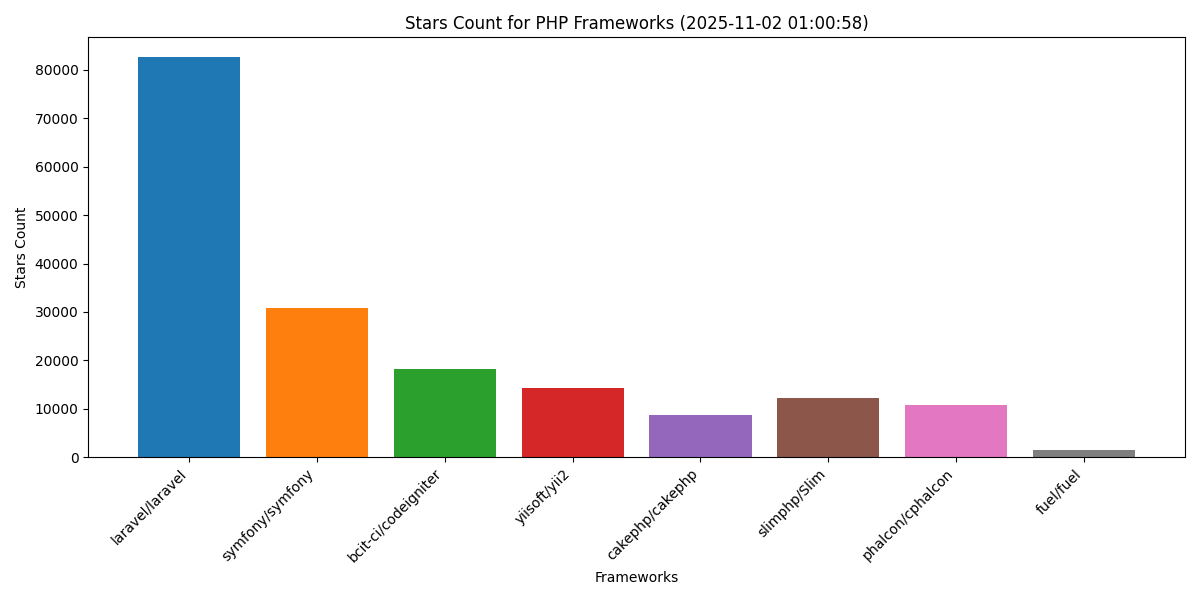 Stars Count for PHP Frameworks (2025-11-02 01:00:58)
Stars Count
80000
70000
60000
50000
40000
30000
20000
10000
0
laravel/laravel
symfony/symfony
bcit-ci/codeigniter
yiisoft/yii2
cakephp/cakephp
slimphp/Slim
phalcon/cphalcon
fuel/fuel
Frameworks